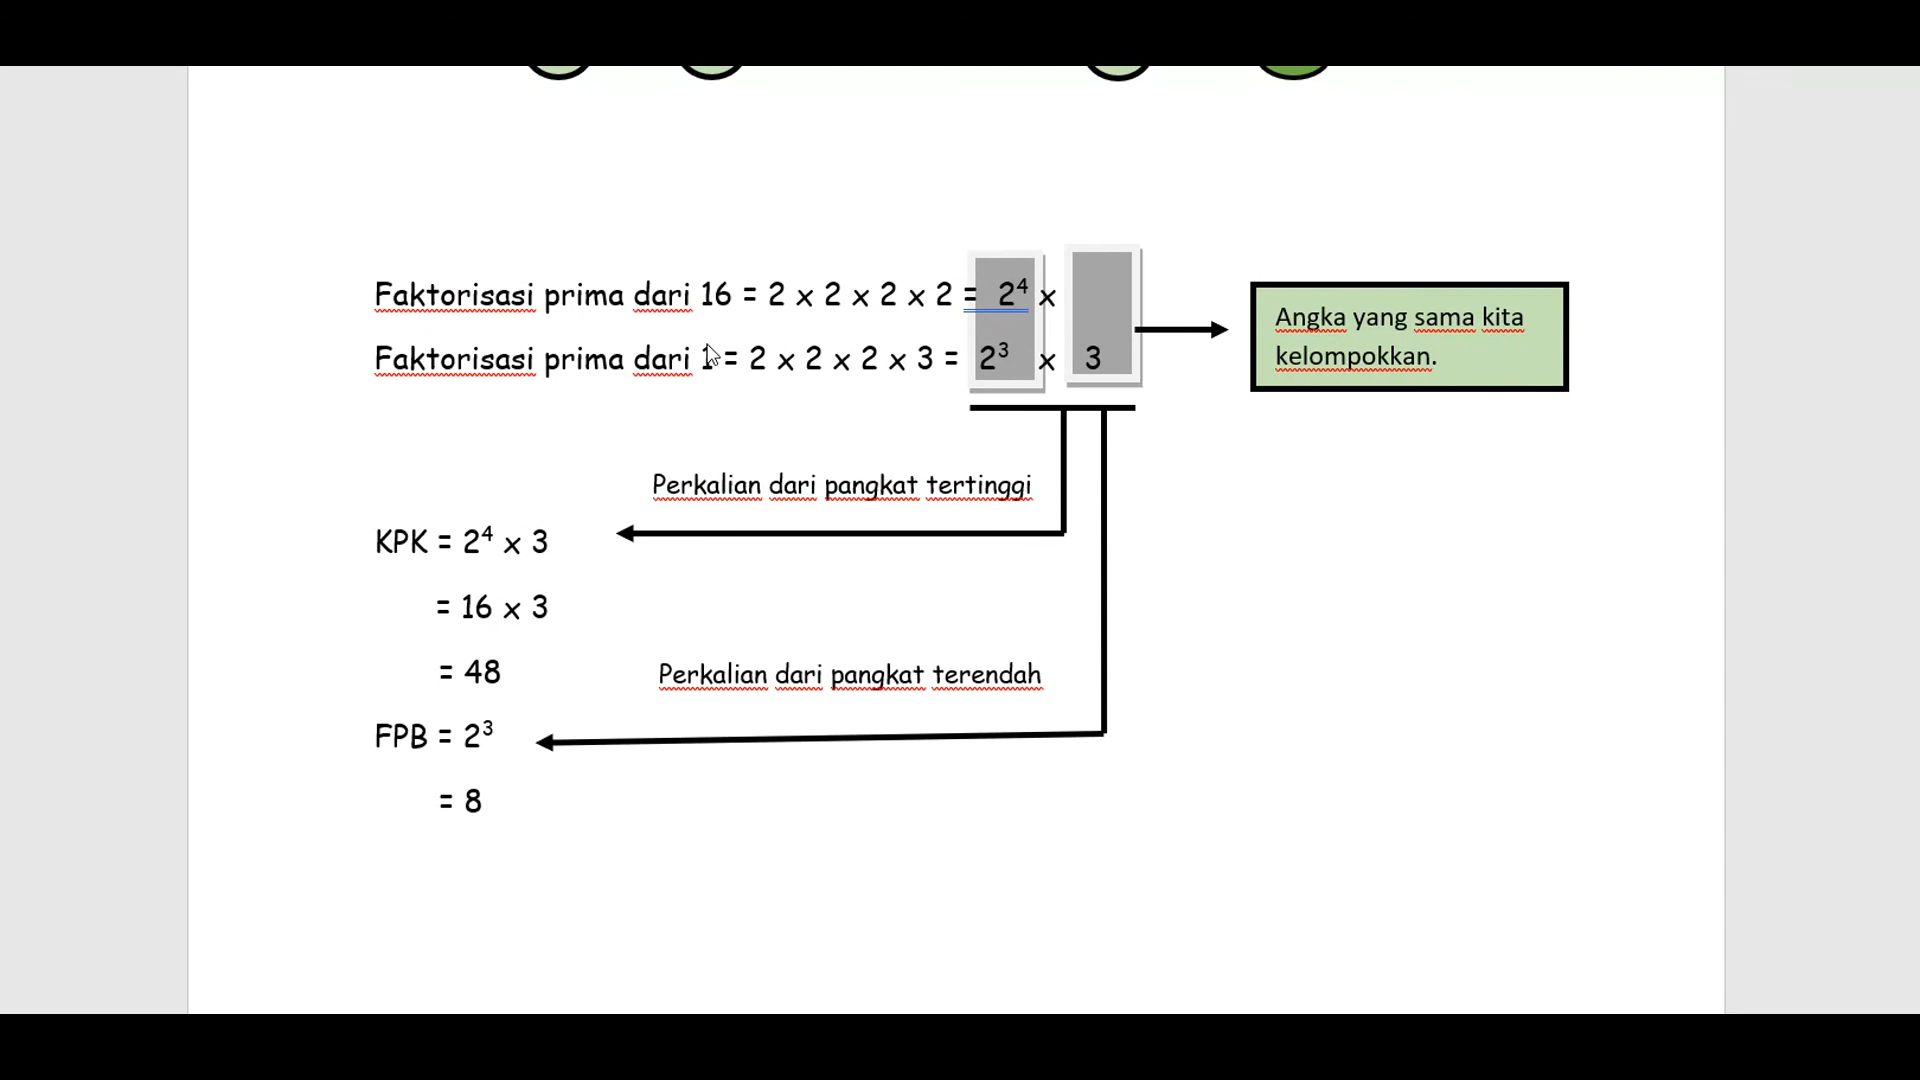 Faktorisasi prima dari 16 = 2 x 2 x 2 x 2 = 2⁴ x
Faktorisasi prima dari = 2 x 2 x 2 x 3 = 2³ x 3
Angka yang sama kita
kelompokkan.
Perkalian dari pangkat tertinggi
KPK = 2⁴ x 3
= 16 x 3
= 48
Perkalian dari pangkat terendah
FPB = 2³
= 8